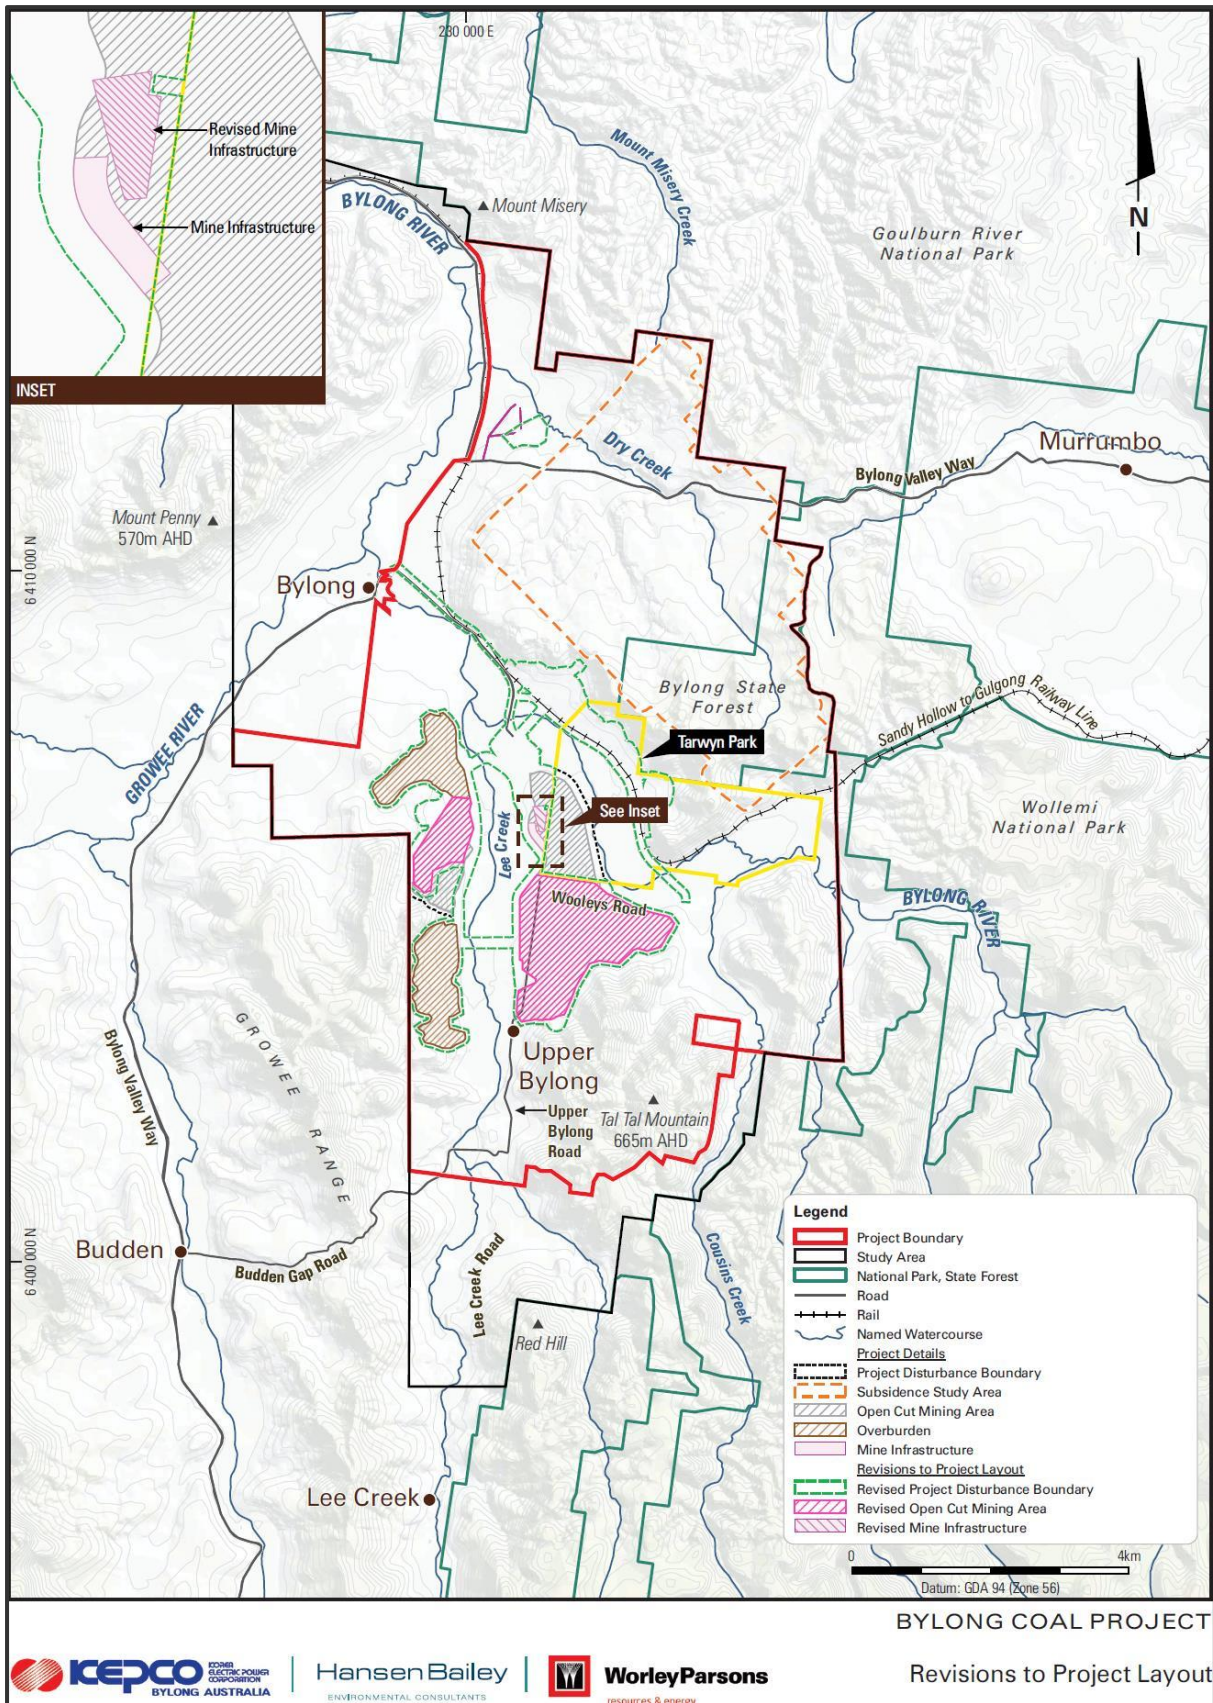 230 000 E
Revised Mine
Infrastructure
Mine Infrastructure
INSET
Mount Misery Creek
BYLONG RIVER
Mount Misery
Goulburn River
National Park
N
Murrumbo
Dry Creek
Bylong Valley Way
Mount Penny
570m AHD
6 410 000 N
Bylong
Bylong State
Forest
Sandy Hollow to Gulgong Railway Line
GROWEE RIVER
Tarwyn Park
See Inset
Lee Creek
Wollemi
National Park
Wooleys Road
BYLONG RIVER
GROWEE RANGE
Bylong Valley Way
Upper
Bylong
Upper
Bylong
Road
Tal Tal Mountain
665m AHD
6 400 000 N
Budden
Budden Gap Road
Lee Creek Road
Cousins Creek
Red Hill
Lee Creek
Legend
Project Boundary
Study Area
National Park, State Forest
Road
Rail
Named Watercourse
Project Details
Project Disturbance Boundary
Subsidence Study Area
Open Cut Mining Area
Overburden
Mine Infrastructure
Revisions to Project Layout
Revised Project Disturbance Boundary
Revised Open Cut Mining Area
Revised Mine Infrastructure
0 4km
Datum: GDA 94 (Zone 56)
BYLONG COAL PROJECT
Revisions to Project Layout
KEPCO
KOREA
ELECTRIC POWER
CORPORATION
BYLONG AUSTRALIA
Hansen Bailey
ENVIRONMENTAL CONSULTANTS
WorleyParsons
resources & energy